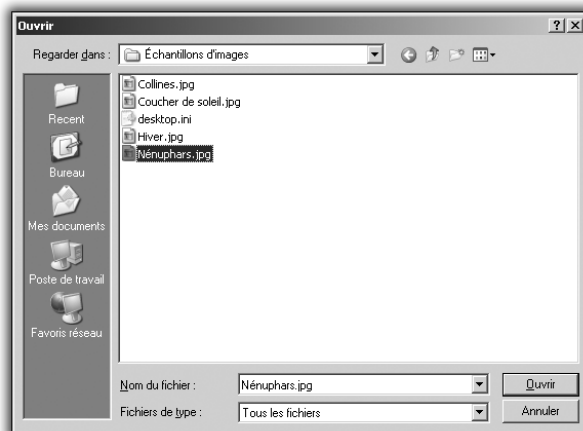 Ouvrir
Regarder dans :
Échantillons d'images
Collines.jpg
Coucher de soleil.jpg
desktop.ini
Hiver.jpg
Nénuphars.jpg
Recent
Bureau
Mes documents
Poste de travail
Favoris réseau
Nom du fichier :
Nénuphars.jpg
Ouvrir
Fichiers de type :
Tous les fichiers
Annuler